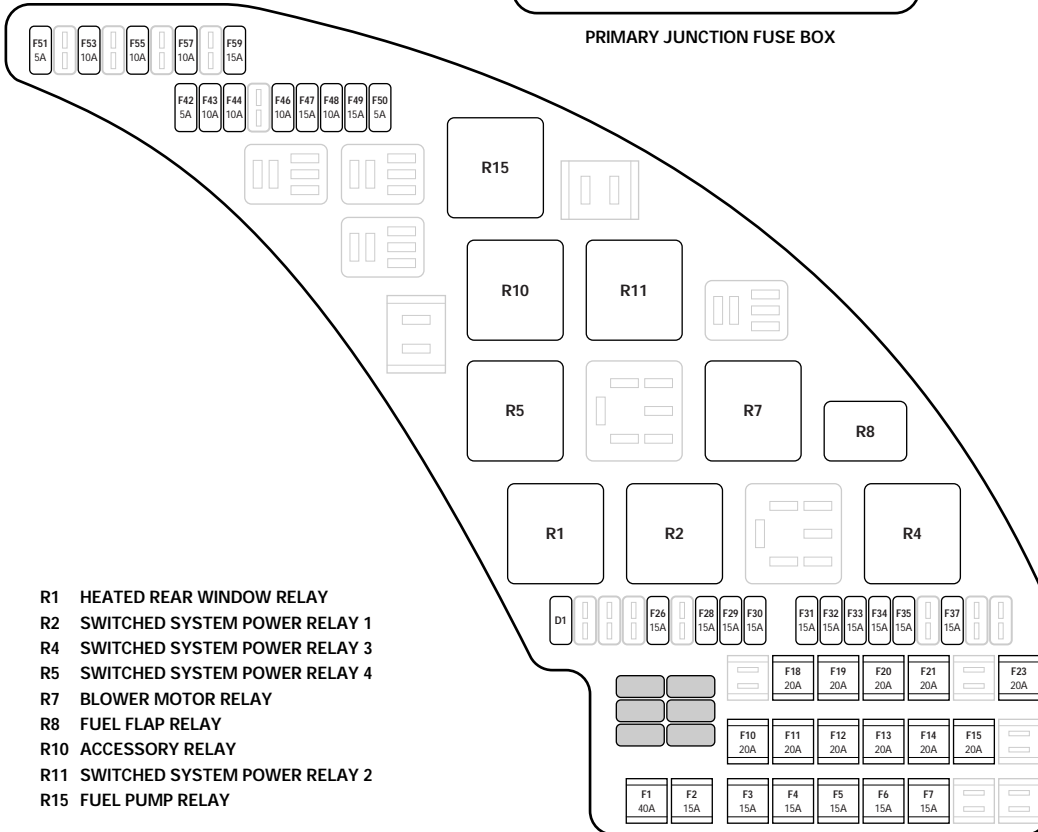 PRIMARY JUNCTION FUSE BOX
F51 F53 F55 F57 F59
5A 10A 10A 10A 15A
F42 F43 F44 F46 F47 F48 F49 F50
5A 10A 10A 10A 15A 10A 15A 5A
R15
R10 R11
R5 R7 R8
R1 R2 R4
R1 HEATED REAR WINDOW RELAY
R2 SWITCHED SYSTEM POWER RELAY 1
R4 SWITCHED SYSTEM POWER RELAY 3
R5 SWITCHED SYSTEM POWER RELAY 4
R7 BLOWER MOTOR RELAY
R8 FUEL FLAP RELAY
R10 ACCESSORY RELAY
R11 SWITCHED SYSTEM POWER RELAY 2
R15 FUEL PUMP RELAY
D1 F26 F28 F29 F30 F31 F32 F33 F34 F35 F37
15A 15A 15A 15A 15A 15A 15A 15A 15A 15A
F18 F19 F20 F21 F23
20A 20A 20A 20A 20A
F10 F11 F12 F13 F14 F15
20A 20A 20A 20A 20A 20A
F1 F2 F3 F4 F5 F6 F7
40A 15A 15A 15A 15A 15A 15A